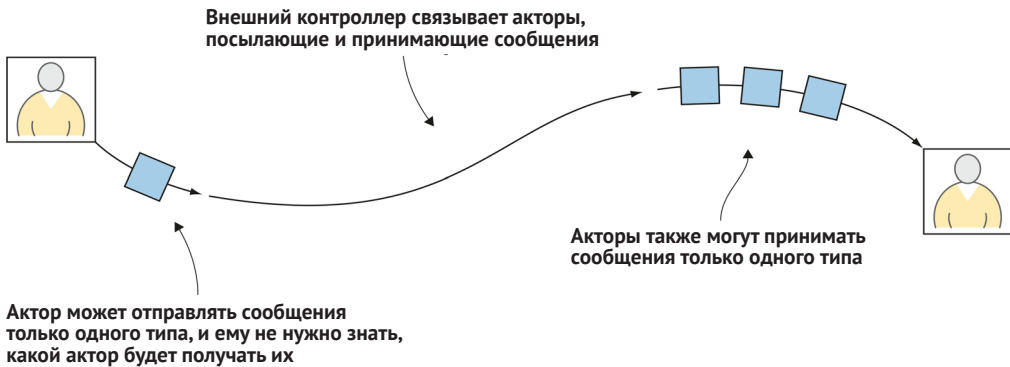 Внешний контроллер связывает акторы,
посылающие и принимающие сообщения
Акторы также могут принимать
сообщения только одного типа
Актор может отправлять сообщения
только одного типа, и ему не нужно знать,
какой актор будет получать их